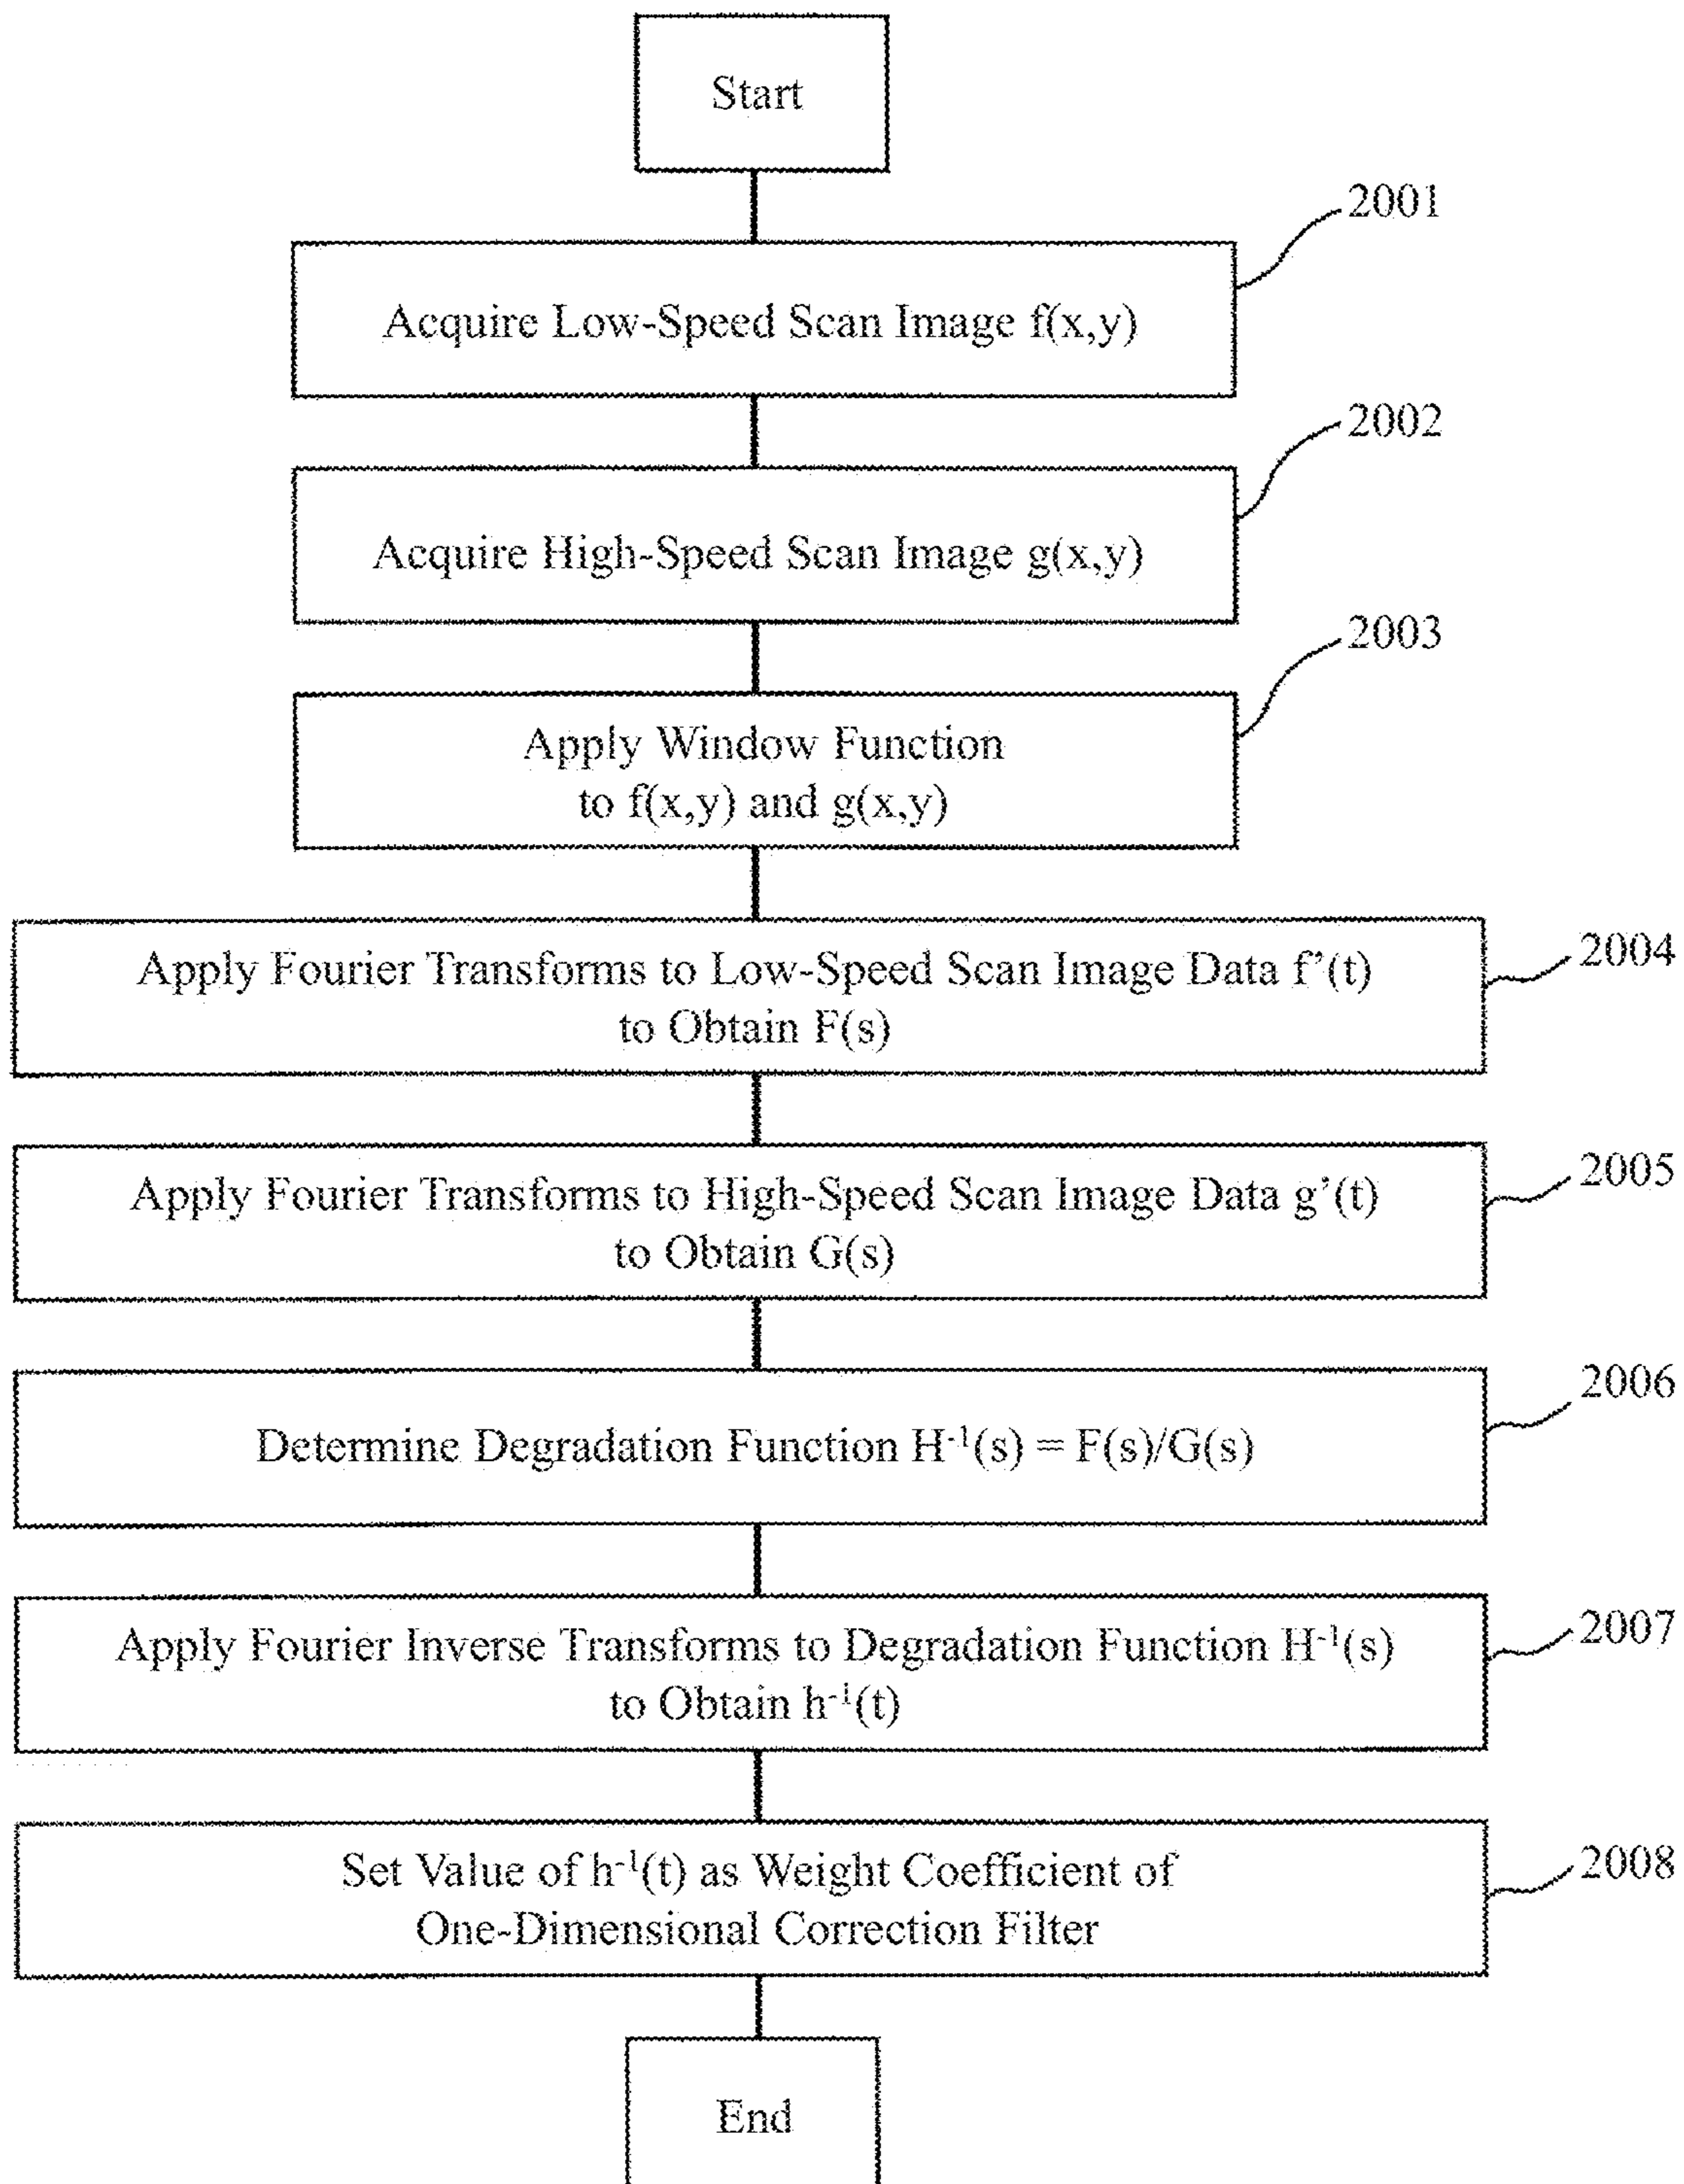 Start
2001
Acquire Low-Speed Scan Image f(x,y)
2002
Acquire High-Speed Scan Image g(x,y)
2003
Apply Window Function
to f(x,y) and g(x,y)
2004
Apply Fourier Transforms to Low-Speed Scan Image Data f’(t)
to Obtain F(s)
2005
Apply Fourier Transforms to High-Speed Scan Image Data g’(t)
to Obtain G(s)
2006
Determine Degradation Function H⁻¹(s) = F(s)/G(s)
2007
Apply Fourier Inverse Transforms to Degradation Function H⁻¹(s)
to Obtain h⁻¹(t)
2008
Set Value of h⁻¹(t) as Weight Coefficient of
One-Dimensional Correction Filter
End